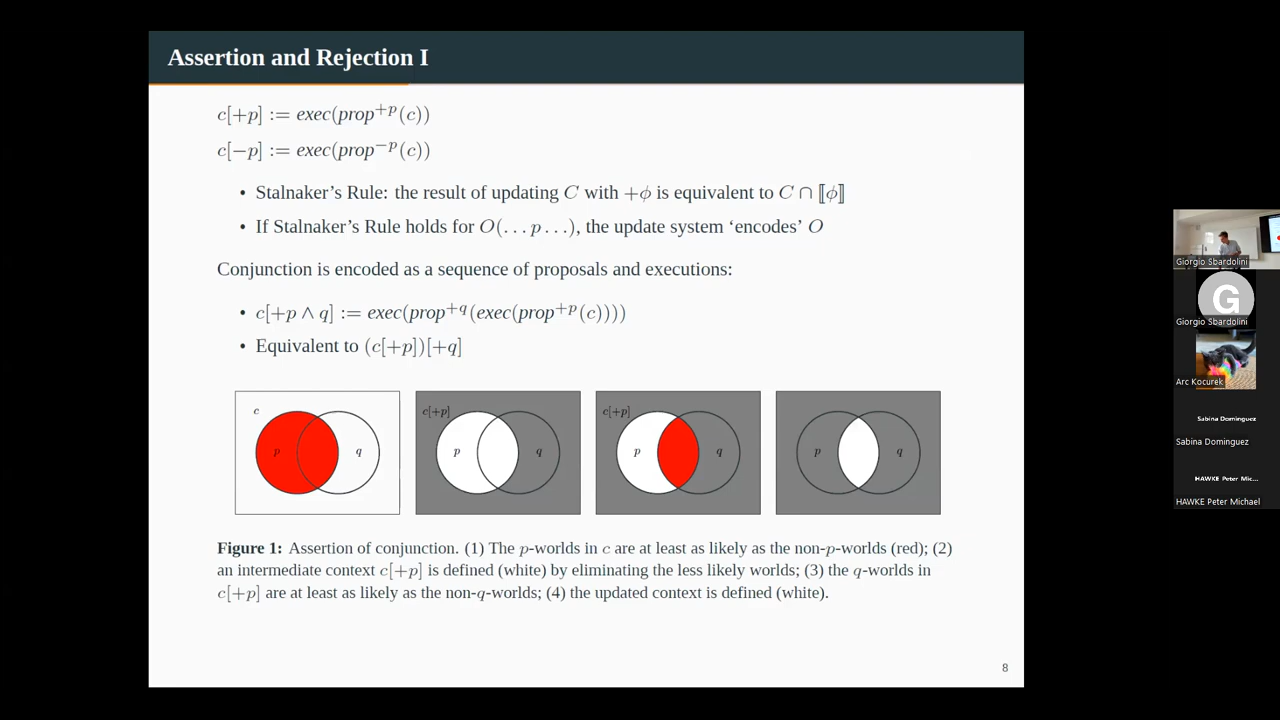 Assertion and Rejection I
c[+p] := exec(prop⁺ᵖ(c))
c[−p] := exec(prop⁻ᵖ(c))
• Stalnaker's Rule: the result of updating C with +ϕ is equivalent to C ∩ ⟦ϕ⟧
• If Stalnaker's Rule holds for O(. . . p . . .), the update system ‘encodes’ O
Conjunction is encoded as a sequence of proposals and executions:
• c[+p ∧ q] := exec(prop^{+q}(exec(prop⁺ᵖ(c))))
• Equivalent to (c[+p])[+q]
c
p
q
c[+p]
p
q
c[+p]
p
q
p
q
Figure 1: Assertion of conjunction. (1) The p-worlds in c are at least as likely as the non-p-worlds (red); (2)
an intermediate context c[+p] is defined (white) by eliminating the less likely worlds; (3) the q-worlds in
c[+p] are at least as likely as the non-q-worlds; (4) the updated context is defined (white).
8
Giorgio Sbardolini
G
Giorgio Sbardolini
Arc Kocurek
Sabina Dominguez
Sabina Dominguez
HAWKE Peter Mic...
HAWKE Peter Michael